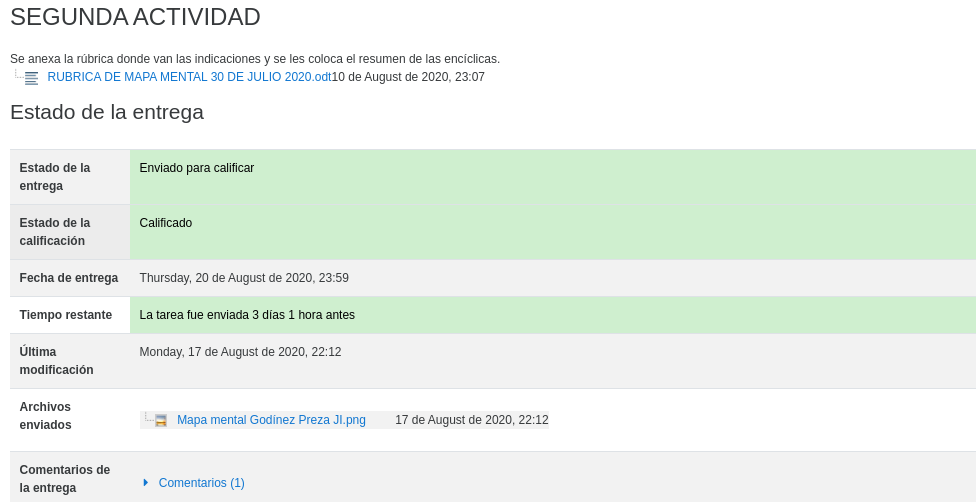 SEGUNDA ACTIVIDAD
Se anexa la rúbrica donde van las indicaciones y se les coloca el resumen de las encíclicas.
RUBRICA DE MAPA MENTAL 30 DE JULIO 2020.odt10 de August de 2020, 23:07
Estado de la entrega
Estado de la
entrega
Enviado para calificar
Estado de la
calificación
Calificado
Fecha de entrega
Thursday, 20 de August de 2020, 23:59
Tiempo restante
La tarea fue enviada 3 días 1 hora antes
Última
modificación
Monday, 17 de August de 2020, 22:12
Archivos
enviados
Mapa mental Godínez Preza JI.png 17 de August de 2020, 22:12
Comentarios de
la entrega
Comentarios (1)